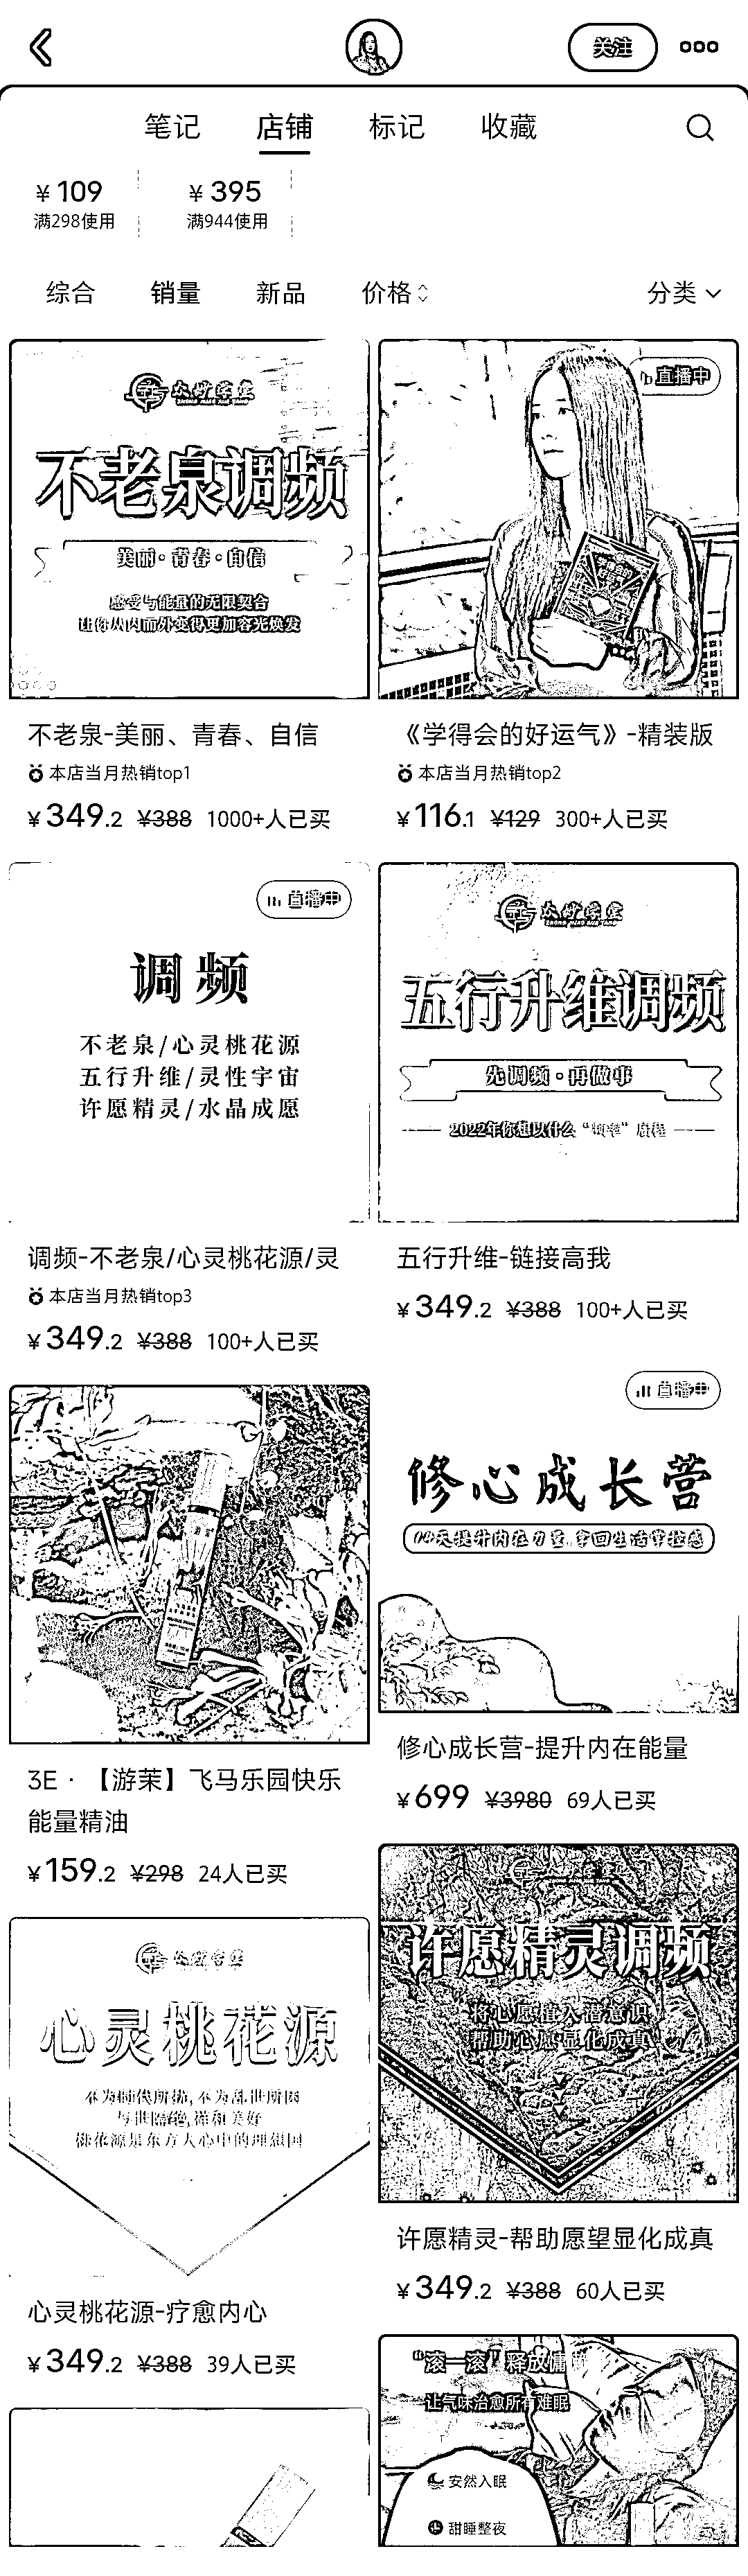 关注
笔记 店铺 标记 收藏
¥109 ¥395
满298使用 满944使用
综合 销量 新品 价格 分类
不老泉调频
美丽·青春·自信
感受与能量的无限契合
让你从内而外变得更加容光焕发
不老泉-美丽、青春、自信
本店当月热销top1
¥349.2 ¥388 1000+人已买
直播中
《学得会的好运气》-精装版
本店当月热销top2
¥116.1 ¥129 300+人已买
直播中
调频
不老泉/心灵桃花源
五行升维/灵性宇宙
许愿精灵/水晶成愿
调频-不老泉/心灵桃花源/灵
本店当月热销top3
¥349.2 ¥388 100+人已买
五行升维调频
先调频·再做事
2022年你想以什么“频率”启程
五行升维-链接高我
¥349.2 ¥388 100+人已买
3E·【游茉】飞马乐园快乐
能量精油
¥159.2 ¥298 24人已买
直播中
修心成长营
天提升内在力量,拿回生活掌控感
修心成长营-提升内在能量
¥699 ¥3980 69人已买
心灵桃花源
不为时代所扰,不为乱世所困
与世隔绝,祥和美好
桃花源是东方人心中的理想国
心灵桃花源-疗愈内心
¥349.2 ¥388 39人已买
许愿精灵调频
将心愿植入潜意识
帮助心愿显化成真
许愿精灵-帮助愿望显化成真
¥349.2 ¥388 60人已买
“滚一滚”释放
让气味治愈所有难眠
安然入眠
甜睡整夜